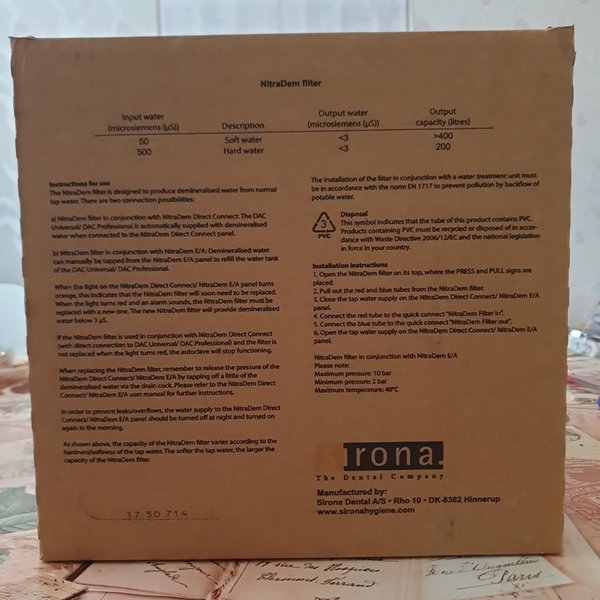 NitraDem filter
Input water Output water Output
(microsiemens (µS)) Description (microsiemens (µS)) capacity (litres)
50 Soft water <3 >400
500 Hard water <3 200
Instructions for use
The NitraDem filter is designed to produce demineralised water from normal
tap water. There are two connection possibilities:
a) NitraDem filter in conjunction with NitraDem Direct Connect: The DAC
Universal/ DAC Professional is automatically supplied with demineralised
water when connected to the NitraDem Direct Connect panel.
b) NitraDem filter in conjunction with NitraDem E/A: Demineralised water
can manually be tapped from the NitraDem E/A panel to refill the water tank
of the DAC Universal/ DAC Professional.
When the light on the NitraDem Direct Connect/ NitraDem E/A panel turns
orange, this indicates that the NitraDem filter will soon need to be replaced.
When the light turns red and an alarm sounds, the NitraDem filter must be
replaced with a new one. The new NitraDem filter will provide demineralised
water below 3 µS.
If the NitraDem filter is used in conjunction with NitraDem Direct Connect
(with direct connection to DAC Universal/ DAC Professional) and the filter is
not replaced when the light turns red, the autoclave will stop functioning.
When replacing the NitraDem filter, remember to release the pressure of the
NitraDem Direct Connect/ NitraDem E/A by tapping off a little of the
demineralised water via the drain cock. Please refer to the NitraDem Direct
Connect/ NitraDem E/A user manual for further instructions.
In order to prevent leaks/overflows, the water supply to the NitraDem Direct
Connect/ NitraDem E/A panel should be turned off at night and turned on
again in the morning.
As shown above, the capacity of the NitraDem filter varies according to the
hardness/softness of the tap water. The softer the tap water, the larger the
capacity of the NitraDem filter.
17 50 714
The installation of the filter in conjunction with a water treatment unit must
be in accordance with the norm EN 1717 to prevent pollution by backflow of
potable water.
3
PVC
Disposal
This symbol indicates that the tube of this product contains PVC.
Products containing PVC must be recycled or disposed of in accor-
dance with Waste Directive 2006/12/EC and the national legislation
in force in your country.
Installation instructions
1. Open the NitraDem filter on its top, where the PRESS and PULL signs are
placed.
2. Pull out the red and blue tubes from the NitraDem filter.
3. Close the tap water supply on the NitraDem Direct Connect/ NitraDem E/A
panel.
4. Connect the red tube to the quick connect "NitraDem Filter in".
5. Connect the blue tube to the quick connect "NitraDem Filter out".
6. Open the tap water supply on the NitraDem Direct Connect/ NitraDem E/A
panel.
NitraDem filter in conjunction with NitraDem E/A
Please note:
Maximum pressure: 10 bar
Minimum pressure: 2 bar
Maximum temperature: 40°C
sirona.
The Dental Company
Manufactured by:
Sirona Dental A/S • Rho 10 • DK-8382 Hinnerup
www.sironahygiene.com
Clermont Ferrand
Paris